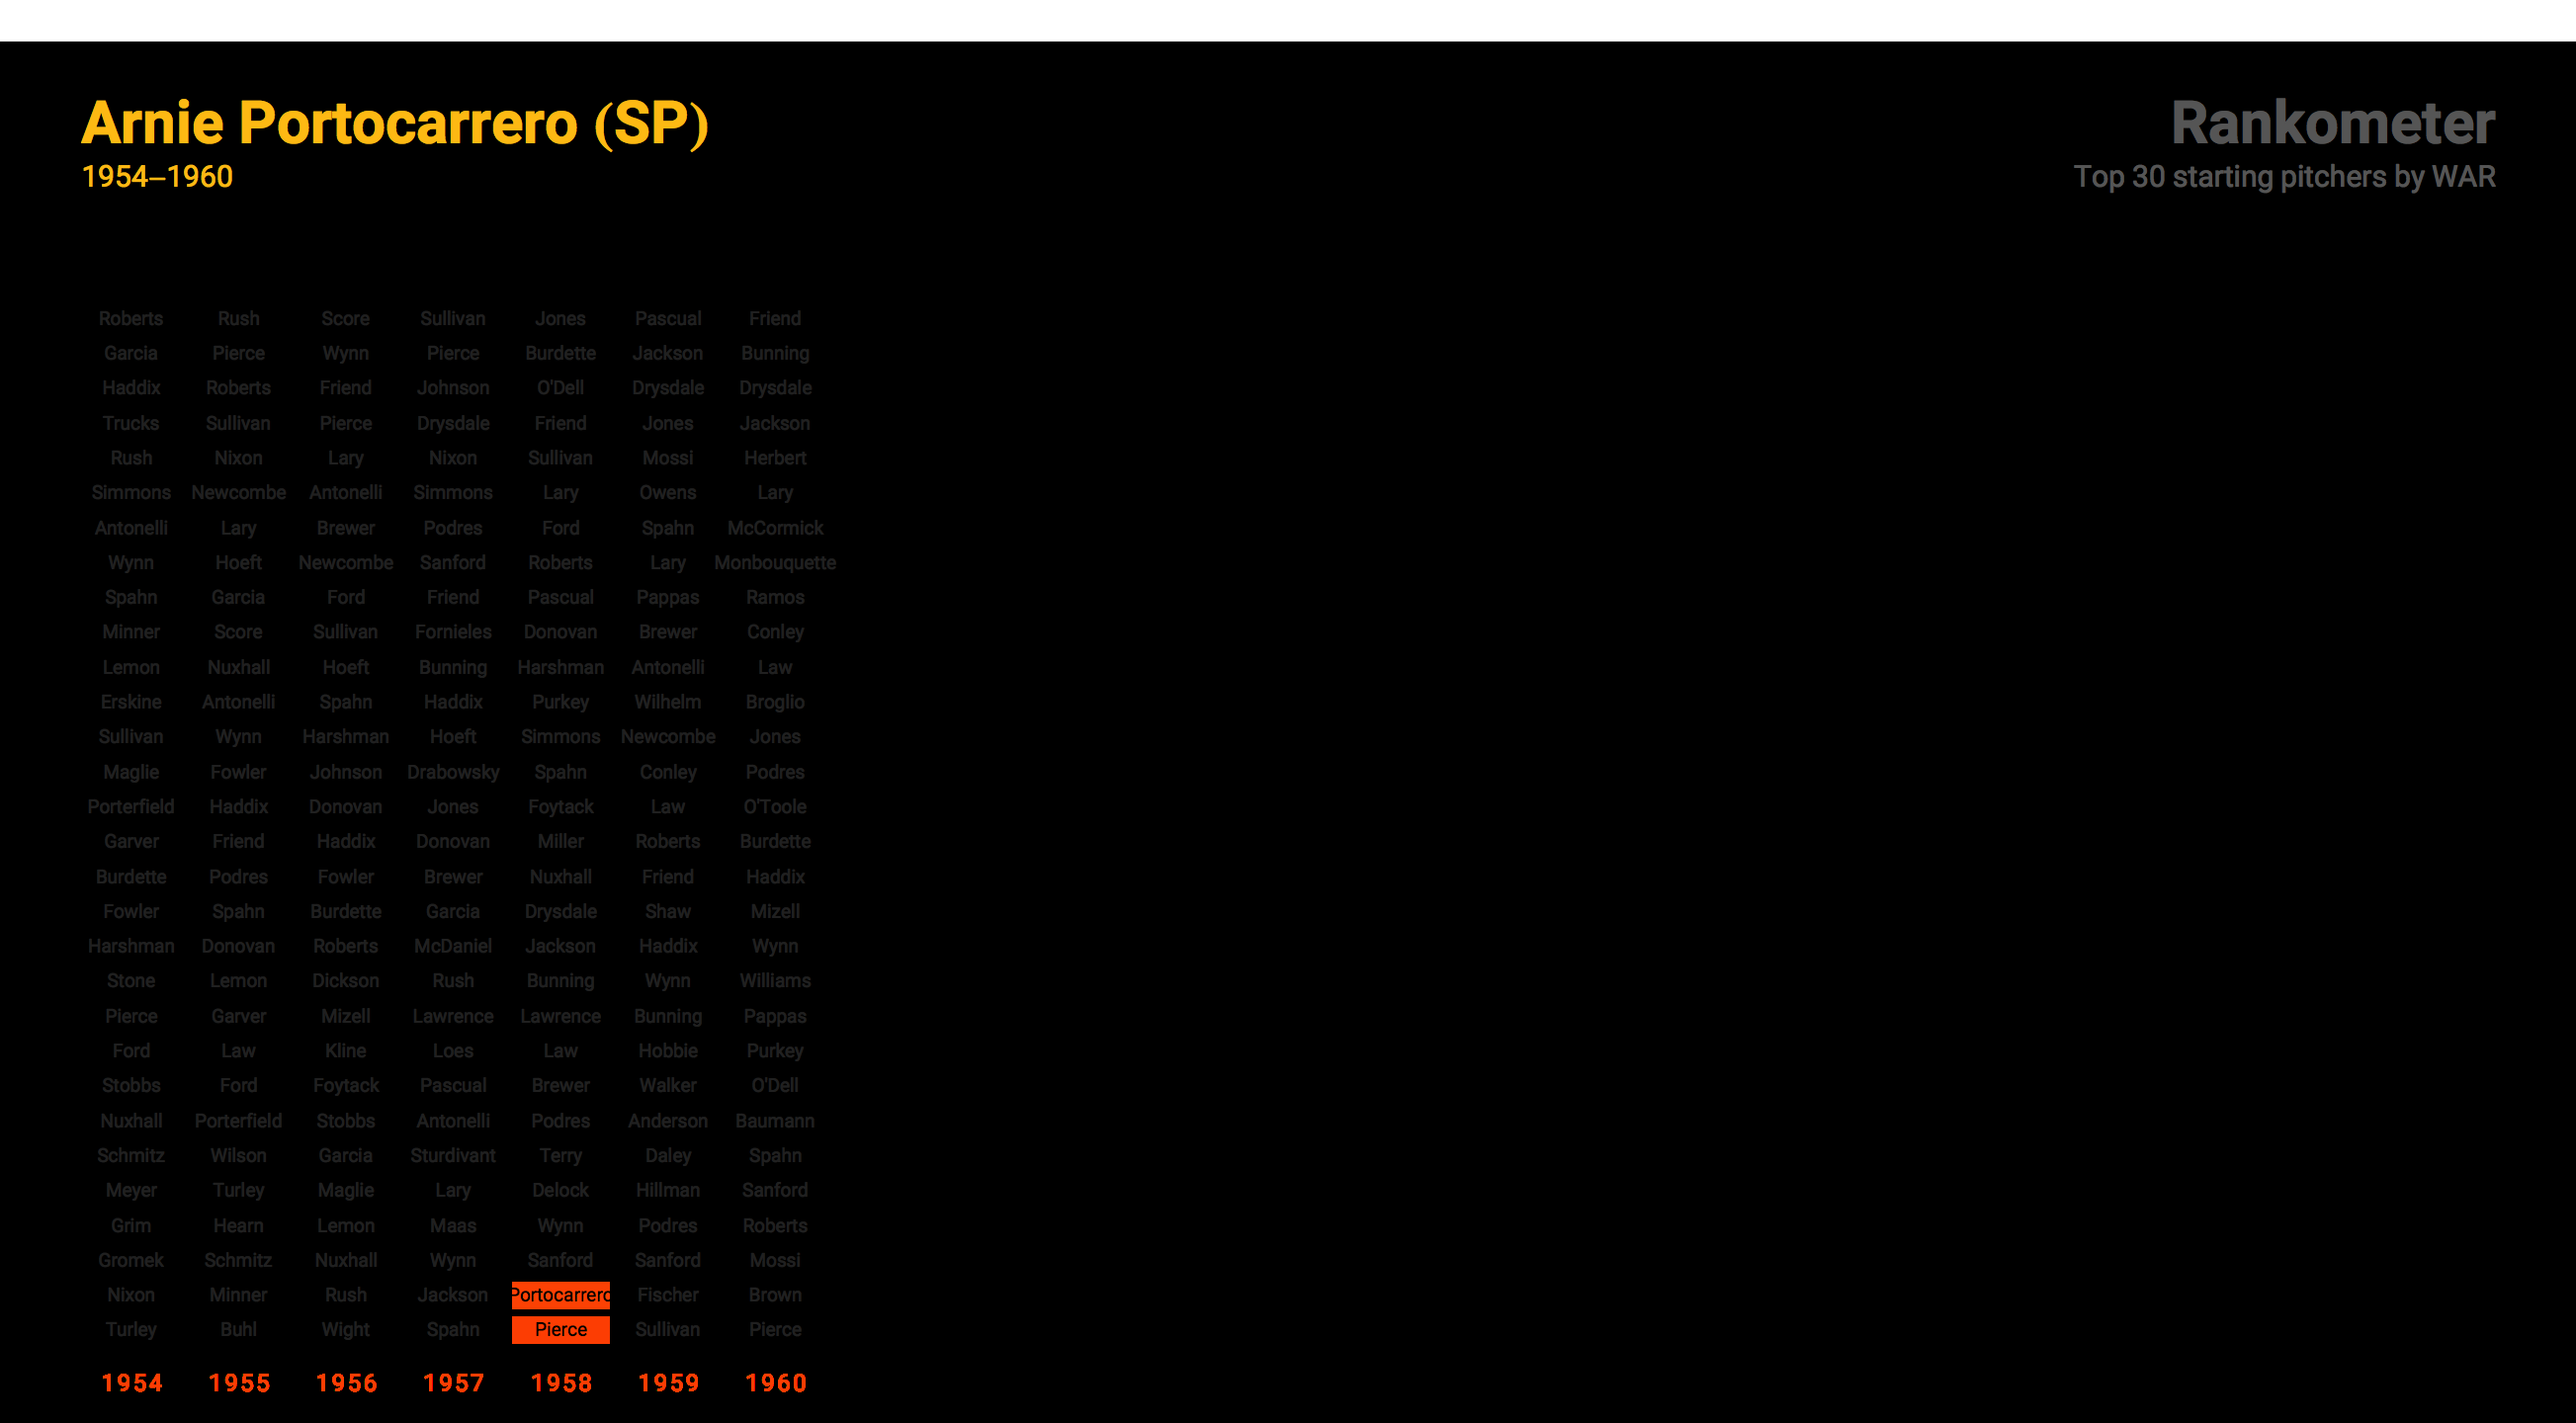 Arnie Portocarrero (SP)
1954–1960
Rankometer
Top 30 starting pitchers by WAR
Roberts Rush Score Sullivan Jones Pascual Friend
Garcia Pierce Wynn Pierce Burdette Jackson Bunning
Haddix Roberts Friend Johnson O'Dell Drysdale Drysdale
Trucks Sullivan Pierce Drysdale Friend Jones Jackson
Rush Nixon Lary Nixon Sullivan Mossi Herbert
Simmons Newcombe Antonelli Simmons Lary Owens Lary
Antonelli Lary Brewer Podres Ford Spahn McCormick
Wynn Hoeft Newcombe Sanford Roberts Lary Monbouquette
Spahn Garcia Ford Friend Pascual Pappas Ramos
Minner Score Sullivan Fornieles Donovan Brewer Conley
Lemon Nuxhall Hoeft Bunning Harshman Antonelli Law
Erskine Antonelli Spahn Haddix Purkey Wilhelm Broglio
Sullivan Wynn Harshman Hoeft Simmons Newcombe Jones
Maglie Fowler Johnson Drabowsky Spahn Conley Podres
Porterfield Haddix Donovan Jones Foytack Law O'Toole
Garver Friend Haddix Donovan Miller Roberts Burdette
Burdette Podres Fowler Brewer Nuxhall Friend Haddix
Fowler Spahn Burdette Garcia Drysdale Shaw Mizell
Harshman Donovan Roberts McDaniel Jackson Haddix Wynn
Stone Lemon Dickson Rush Bunning Wynn Williams
Pierce Garver Mizell Lawrence Lawrence Bunning Pappas
Ford Law Kline Loes Law Hobbie Purkey
Stobbs Ford Foytack Pascual Brewer Walker O'Dell
Nuxhall Porterfield Stobbs Antonelli Podres Anderson Baumann
Schmitz Wilson Garcia Sturdivant Terry Daley Spahn
Meyer Turley Maglie Lary Delock Hillman Sanford
Grim Hearn Lemon Maas Wynn Podres Roberts
Gromek Schmitz Nuxhall Wynn Sanford Sanford Mossi
Nixon Minner Rush Jackson Portocarrero Fischer Brown
Turley Buhl Wight Spahn Pierce Sullivan Pierce
1954 1955 1956 1957 1958 1959 1960